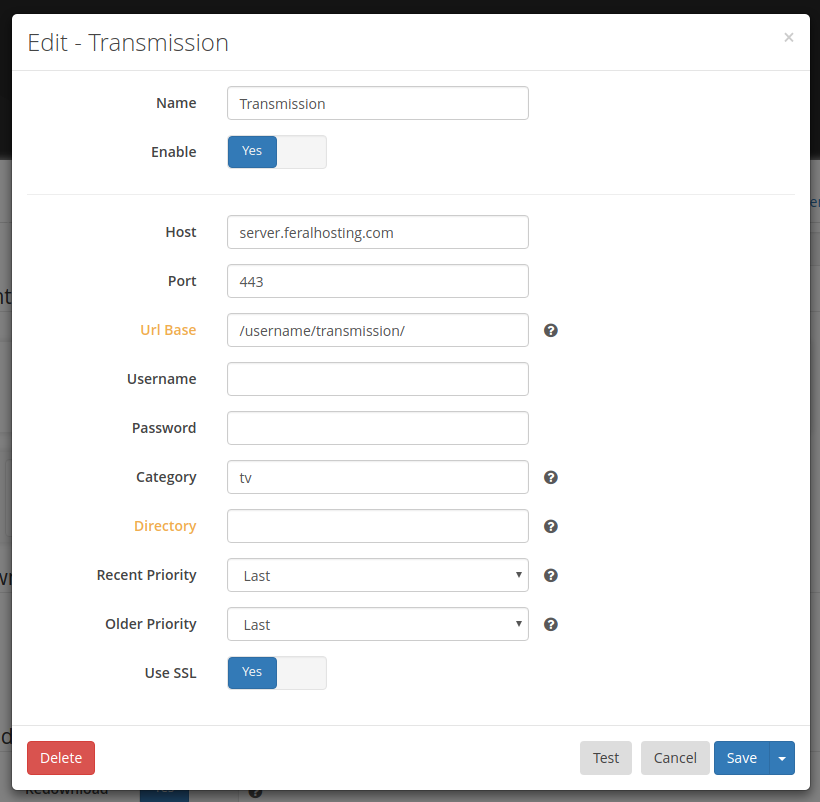 Edit - Transmission ×
Name Transmission
Enable Yes
Host server.feralhosting.com
Port 443
Url Base /username/transmission/
Username
Password
Category tv
Directory
Recent Priority Last
Older Priority Last
Use SSL Yes
Delete Test Cancel Save